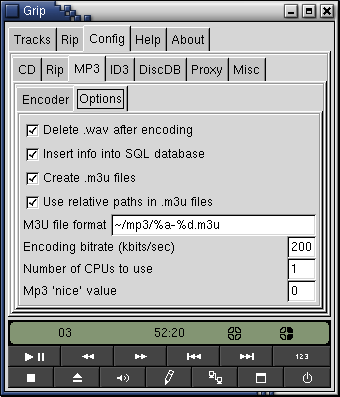 Grip
Tracks Rip Config Help About
CD Rip MP3 ID3 DiscDB Proxy Misc
Encoder Options
Delete .wav after encoding
Insert info into SQL database
Create .m3u files
Use relative paths in .m3u files
M3U file format ~/mp3/%a-%d.m3u
Encoding bitrate (kbits/sec) 200
Number of CPUs to use 1
Mp3 'nice' value 0
03 52:20
123